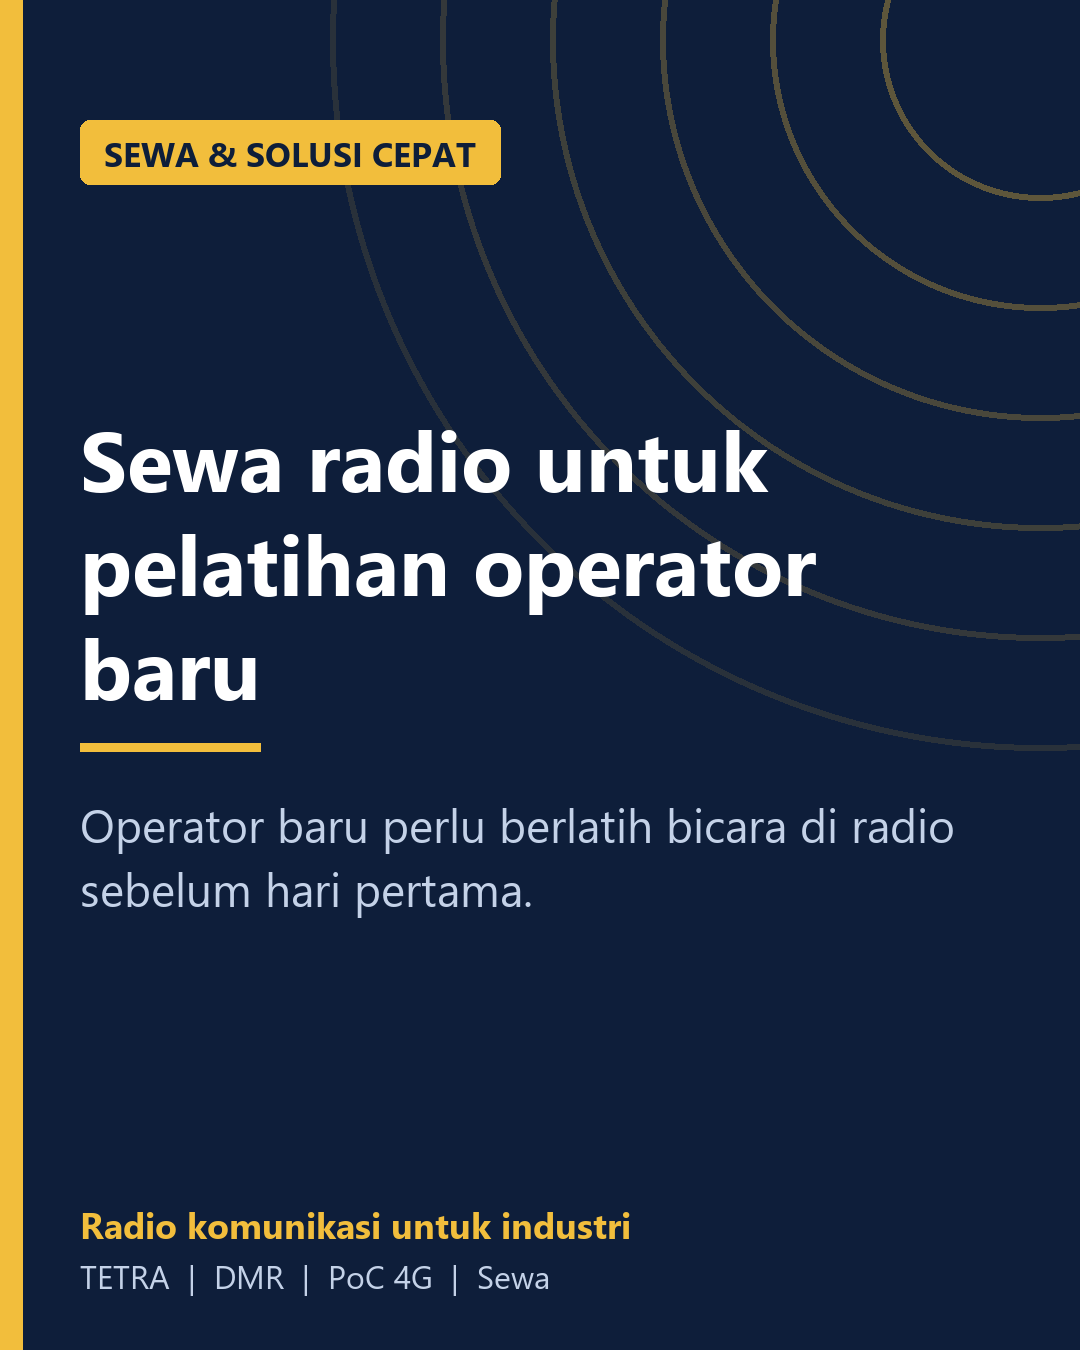 SEWA & SOLUSI CEPAT
Sewa radio untuk
pelatihan operator
baru
Operator baru perlu berlatih bicara di radio
sebelum hari pertama.
Radio komunikasi untuk industri
TETRA | DMR | PoC 4G | Sewa